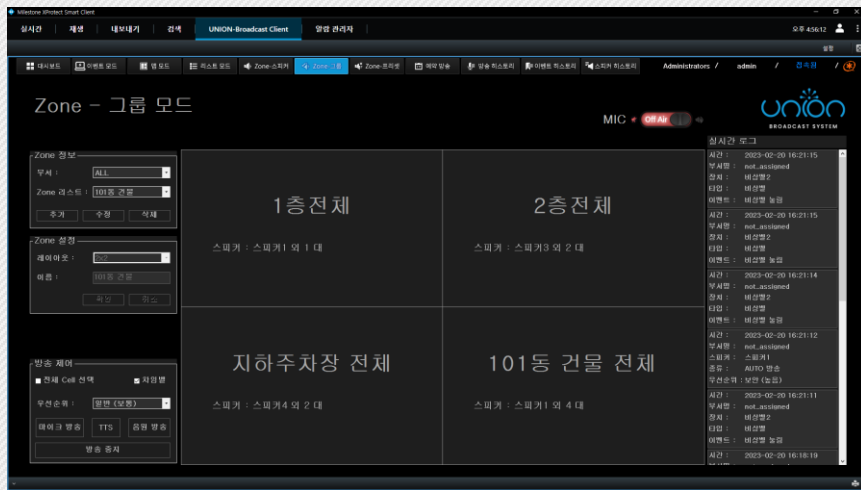 Milestone XProtect Smart Client
실시간 재생 내보내기 검색 UNION-Broadcast Client 알람 관리자 오후 4:56:12
설정
대시보드 이벤트 모드 맵 모드 리스트 모드 Zone-스피커 Zone-그룹 Zone-프리셋 예약 방송 방송 히스토리 이벤트 히스토리 스피커 히스토리 Administrators / admin / 접속됨 /
Zone - 그룹 모드
MIC Off Air
UNION
BROADCAST SYSTEM
실시간 로그
Zone 정보
부서 : ALL
Zone 리스트 : 101동 건물
추가 수정 삭제
Zone 설정
레이아웃 : 2x2
이름 : 101동 건물
확인 취소
방송 제어
전체 Cell 선택 차임벨
우선순위 : 일반 (보통)
마이크 방송 TTS 음원 방송
방송 중지
1층전체
스피커 : 스피커1 외 1 대
2층전체
스피커 : 스피커3 외 2 대
지하주차장 전체
스피커 : 스피커4 외 2 대
101동 건물 전체
스피커 : 스피커1 외 4 대
시간 : 2023-02-20 16:21:15
부서명 : not_assigned
장치 : 비상벨2
타입 : 비상벨
이벤트 : 비상벨 눌림
시간 : 2023-02-20 16:21:15
부서명 : not_assigned
장치 : 비상벨2
타입 : 비상벨
이벤트 : 비상벨 눌림
시간 : 2023-02-20 16:21:14
부서명 : not_assigned
장치 : 비상벨2
타입 : 비상벨
이벤트 : 비상벨 눌림
시간 : 2023-02-20 16:21:12
부서명 : not_assigned
스피커 : 스피커1
종류 : AUTO 방송
우선순위 : 보안 (높음)
시간 : 2023-02-20 16:21:11
부서명 : not_assigned
장치 : 비상벨2
타입 : 비상벨
이벤트 : 비상벨 눌림
시간 : 2023-02-20 16:18:19